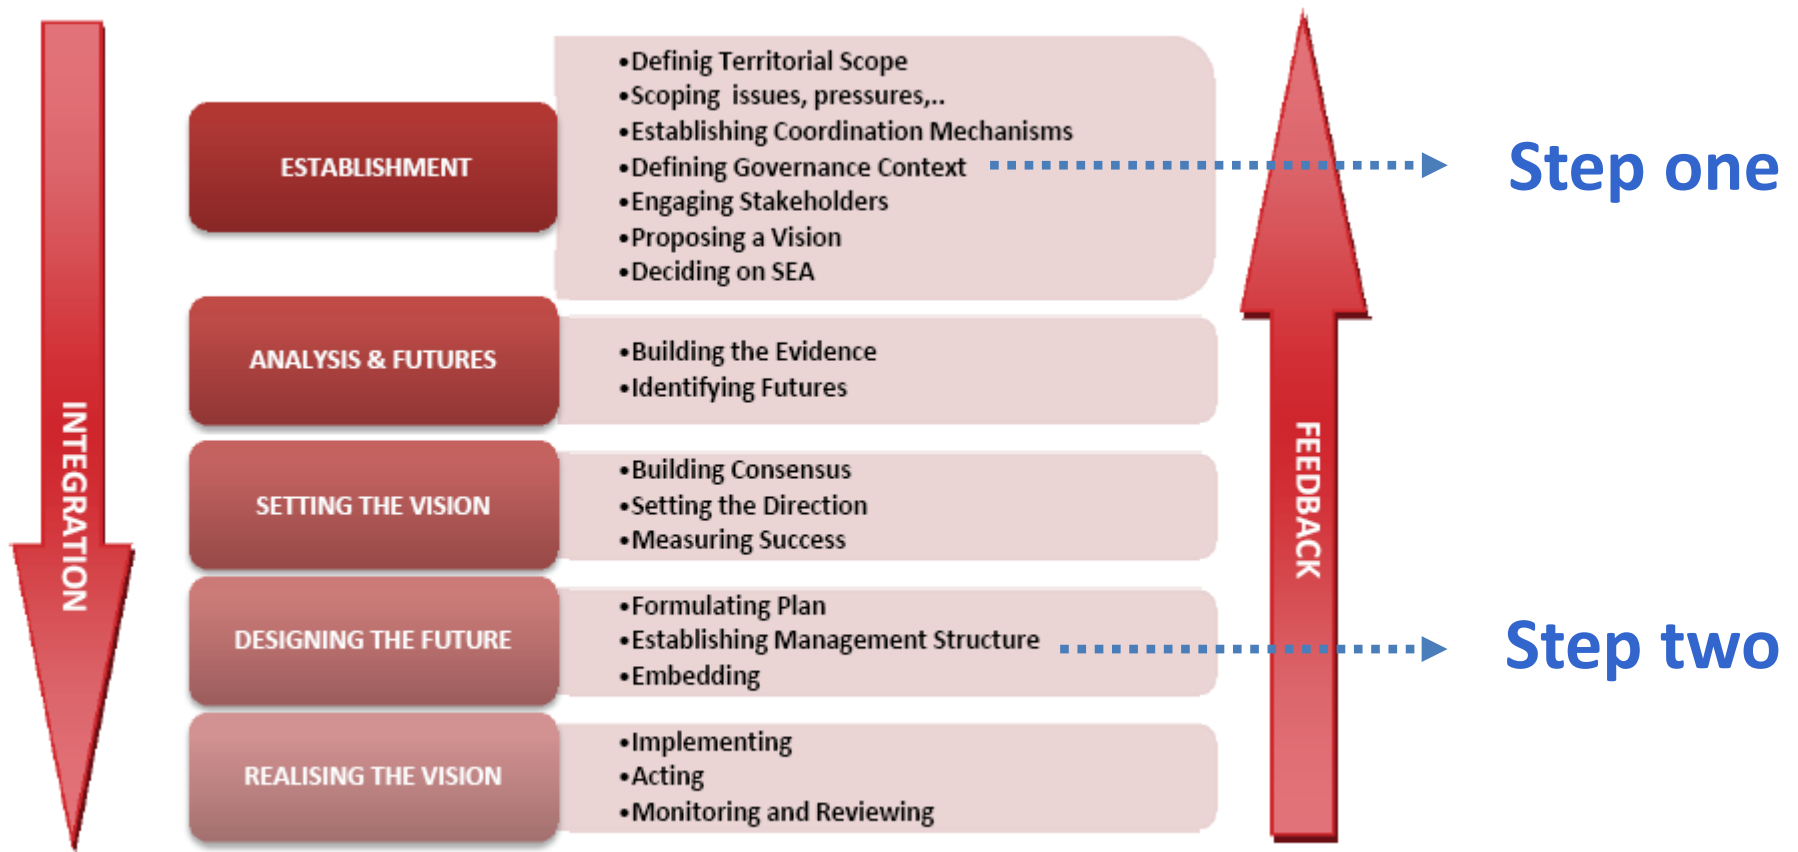 INTEGRATION
ESTABLISHMENT
•Definig Territorial Scope
•Scoping  issues, pressures,..
•Establishing Coordination Mechanisms
•Defining Governance Context
•Engaging Stakeholders
•Proposing a Vision
•Deciding on SEA
Step one
ANALYSIS & FUTURES
•Building the Evidence
•Identifying Futures
SETTING THE VISION
•Building Consensus
•Setting the Direction
•Measuring Success
DESIGNING THE FUTURE
•Formulating Plan
•Establishing Management Structure
•Embedding
Step two
REALISING THE VISION
•Implementing
•Acting
•Monitoring and Reviewing
FEEDBACK